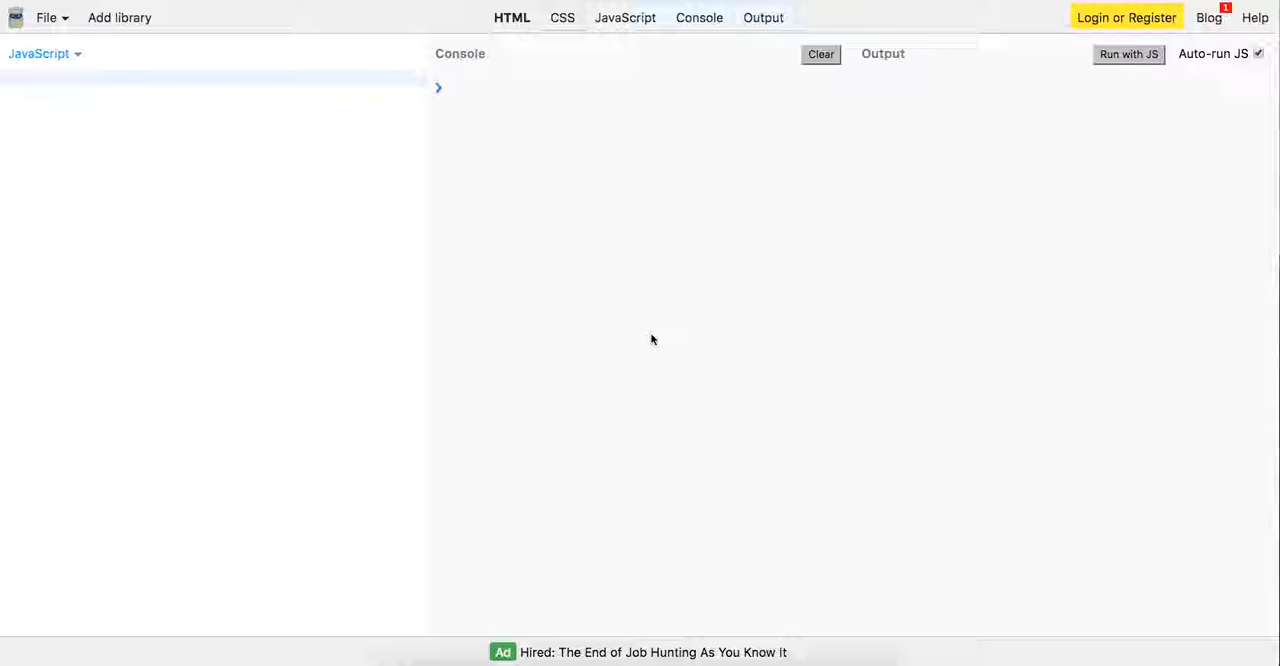 File Add library HTML CSS JavaScript Console Output Login or Register Blog 1 Help
JavaScript Console Clear Output Run with JS Auto-run JS
Ad Hired: The End of Job Hunting As You Know It